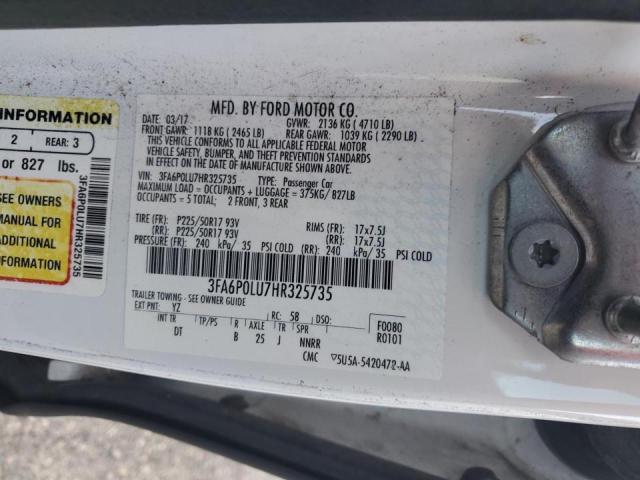 MFD. BY FORD MOTOR CO.
DATE: 03/17 GVWR: 2136 KG ( 4710 LB)
FRONT GAWR: 1118 KG ( 2465 LB) REAR GAWR: 1039 KG ( 2290 LB)
THIS VEHICLE CONFORMS TO ALL APPLICABLE FEDERAL MOTOR
VEHICLE SAFETY, BUMPER, AND THEFT PREVENTION STANDARDS
IN EFFECT ON THE DATE OF MANUFACTURE SHOWN ABOVE.
VIN: 3FA6P0LU7HR325735 TYPE: Passenger Car
MAXIMUM LOAD = OCCUPANTS + LUGGAGE = 375KG / 827LB
OCCUPANTS = 5 TOTAL: 2 FRONT, 3 REAR
TIRE (FR): P225/50R17 93V RIMS (FR): 17x7.5J
(RR): P225/50R17 93V (RR): 17x7.5J
PRESSURE (FR): 240 kPa/ 35 PSI COLD (RR): 240 kPa/ 35 PSI COLD
3FA6P0LU7HR325735
TRAILER TOWING - SEE OWNER GUIDE
EXT PNT: YZ RC: 58 DSO:
INT TR TP/PS R AXLE TR SPR
DT B 25 J NNRR
F0080
R0101
CMC 5U5A-5420472-AA
INFORMATION
2 REAR: 3
or 827 lbs.
SEE OWNERS
MANUAL FOR
ADDITIONAL
INFORMATION
3FA6P0LU7HR325735